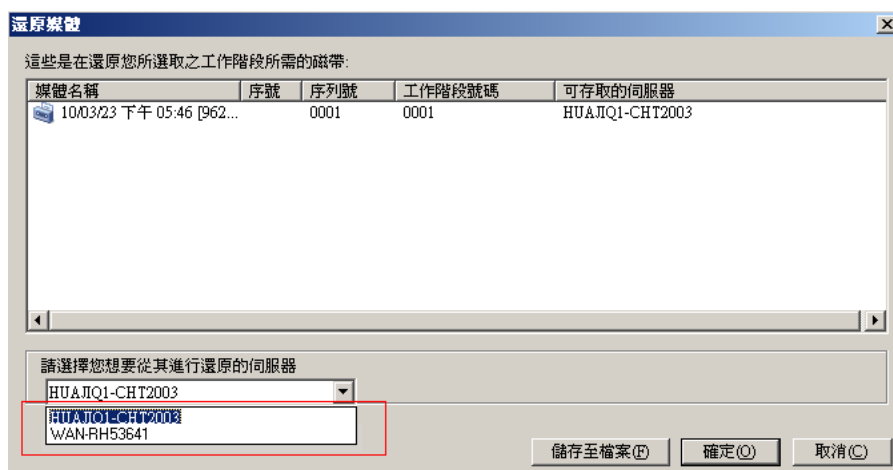 還原媒體
這些是在還原您所選取之工作階段所需的磁帶:
媒體名稱 序號 序列號 工作階段號碼 可存取的伺服器
10/03/23 下午 05:46 [962... 0001 0001 HUAJIQ1-CHT2003
請選擇您想要從其進行還原的伺服器
HUAJIQ1-CHT2003
HUAJIQ1-CHT2003
WAN-RH53641
儲存至檔案(F) 確定(O) 取消(C)